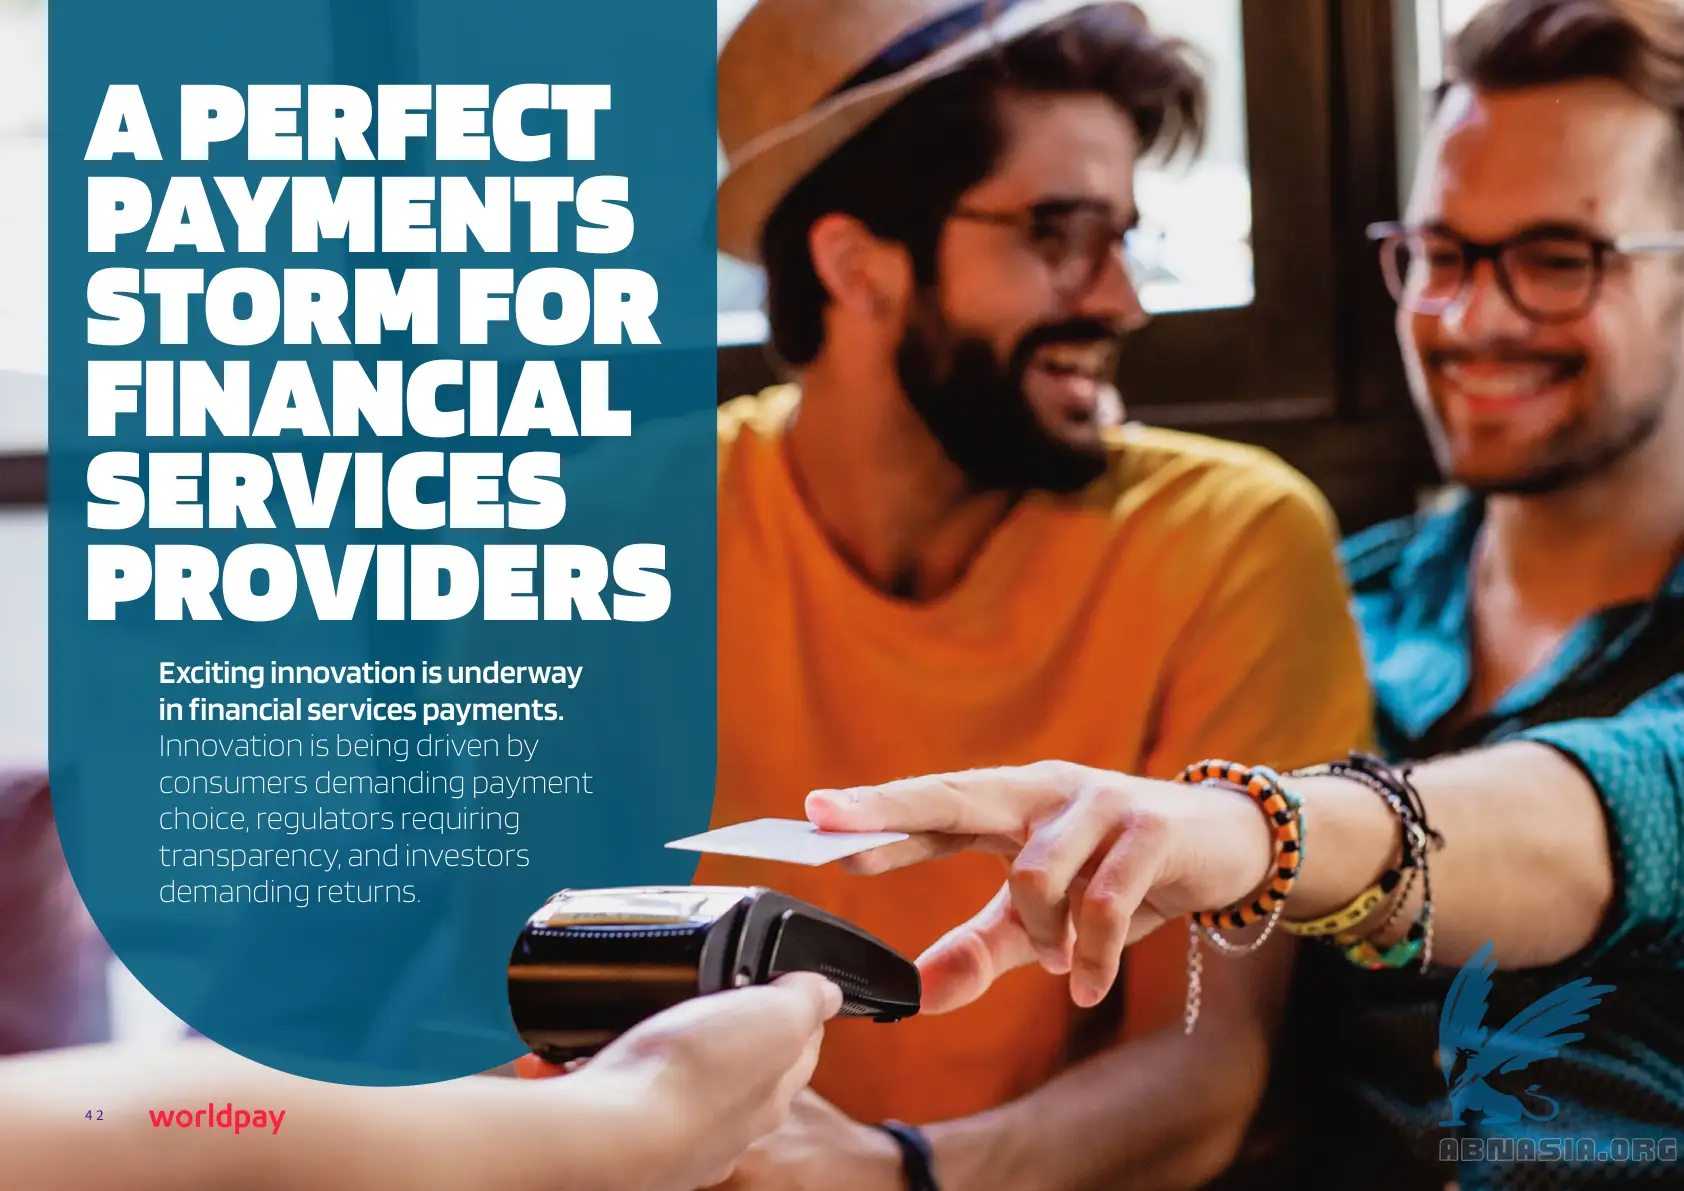 A PERFECT
PAYMENTS
STORM FOR
FINANCIAL
SERVICES
PROVIDERS
Exciting innovation is underway
in financial services payments.
Innovation is being driven by
consumers demanding payment
choice, regulators requiring
transparency, and investors
demanding returns.
42
worldpay
ABNASIA.ORG